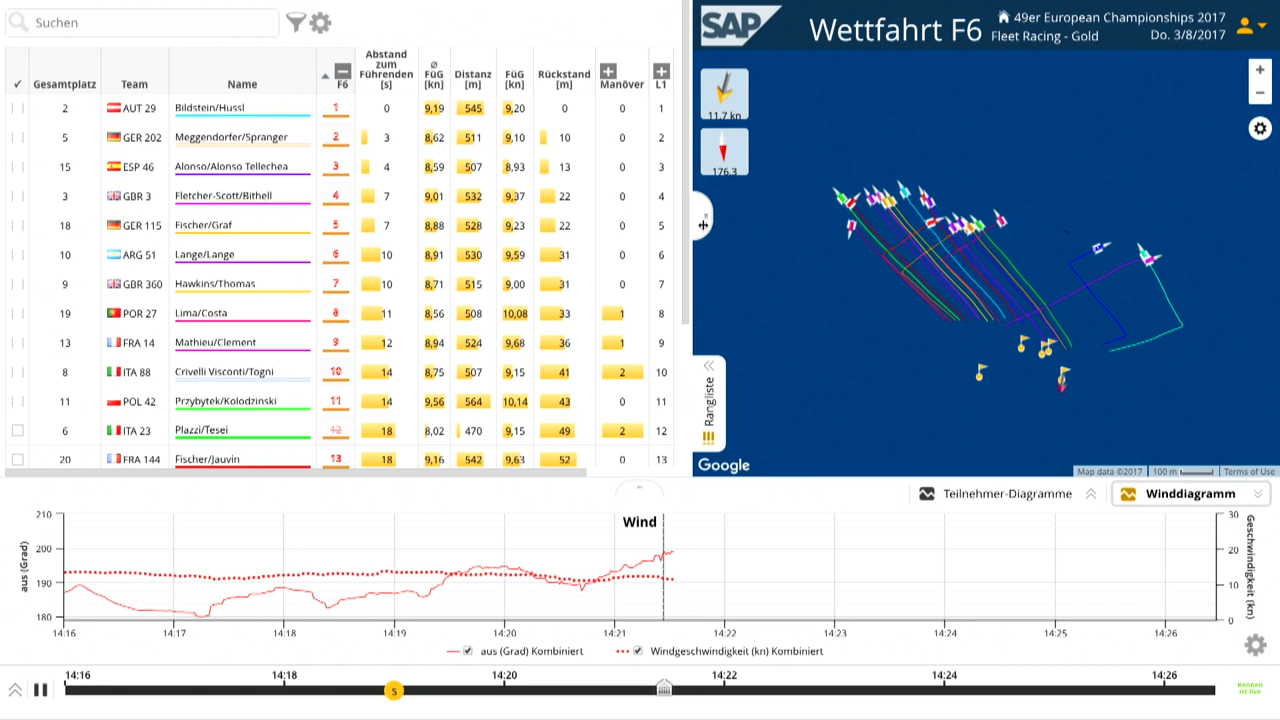 Suchen
SAP
Wettfahrt F6
49er European Championships 2017
Fleet Racing - Gold
Do. 3/8/2017
✓ Gesamtplatz Team Name F6 Abstand zum Führenden [s] ⌀ FüG [kn] Distanz [m] FüG [kn] Rückstand [m] Manöver L1
2 AUT 29 Bildstein/Hussl 1 0 9,19 545 9,20 0 0 1
5 GER 202 Meggendorfer/Spranger 2 3 8,62 511 9,10 10 0 2
15 ESP 46 Alonso/Alonso Tellechea 3 4 8,59 507 8,93 13 0 3
3 GBR 3 Fletcher-Scott/Bithell 4 7 9,01 532 9,37 22 0 4
18 GER 115 Fischer/Graf 5 7 8,88 528 9,23 22 0 5
10 ARG 51 Lange/Lange 6 10 8,91 530 9,59 31 0 6
9 GBR 360 Hawkins/Thomas 7 10 8,71 515 9,00 31 0 7
19 POR 27 Lima/Costa 8 11 8,56 508 10,08 33 1 8
13 FRA 14 Mathieu/Clement 9 12 8,94 524 9,68 36 1 9
8 ITA 88 Crivelli Visconti/Togni 10 14 8,75 507 9,15 41 2 10
11 POL 42 Przybytek/Kolodzinski 11 14 9,56 564 10,14 43 0 11
6 ITA 23 Plazzi/Tesei 12 18 8,02 470 9,15 49 2 12
20 FRA 144 Fischer/Jauvin 13 18 9,16 542 9,63 52 0 13
11.7 kn
176.3
Rangliste
Google
Map data ©2017 100 m Terms of Use
Teilnehmer-Diagramme
Winddiagramm
Wind
aus (Grad)
210
200
190
180
30
20
10
0
Geschwindigkeit (kn)
14:16 14:17 14:18 14:19 14:20 14:21 14:22 14:23 14:24 14:25 14:26
aus (Grad) Kombiniert Windgeschwindigkeit (kn) Kombiniert
14:16 14:18 14:20 14:22 14:24 14:26
S
Rennen
ist live